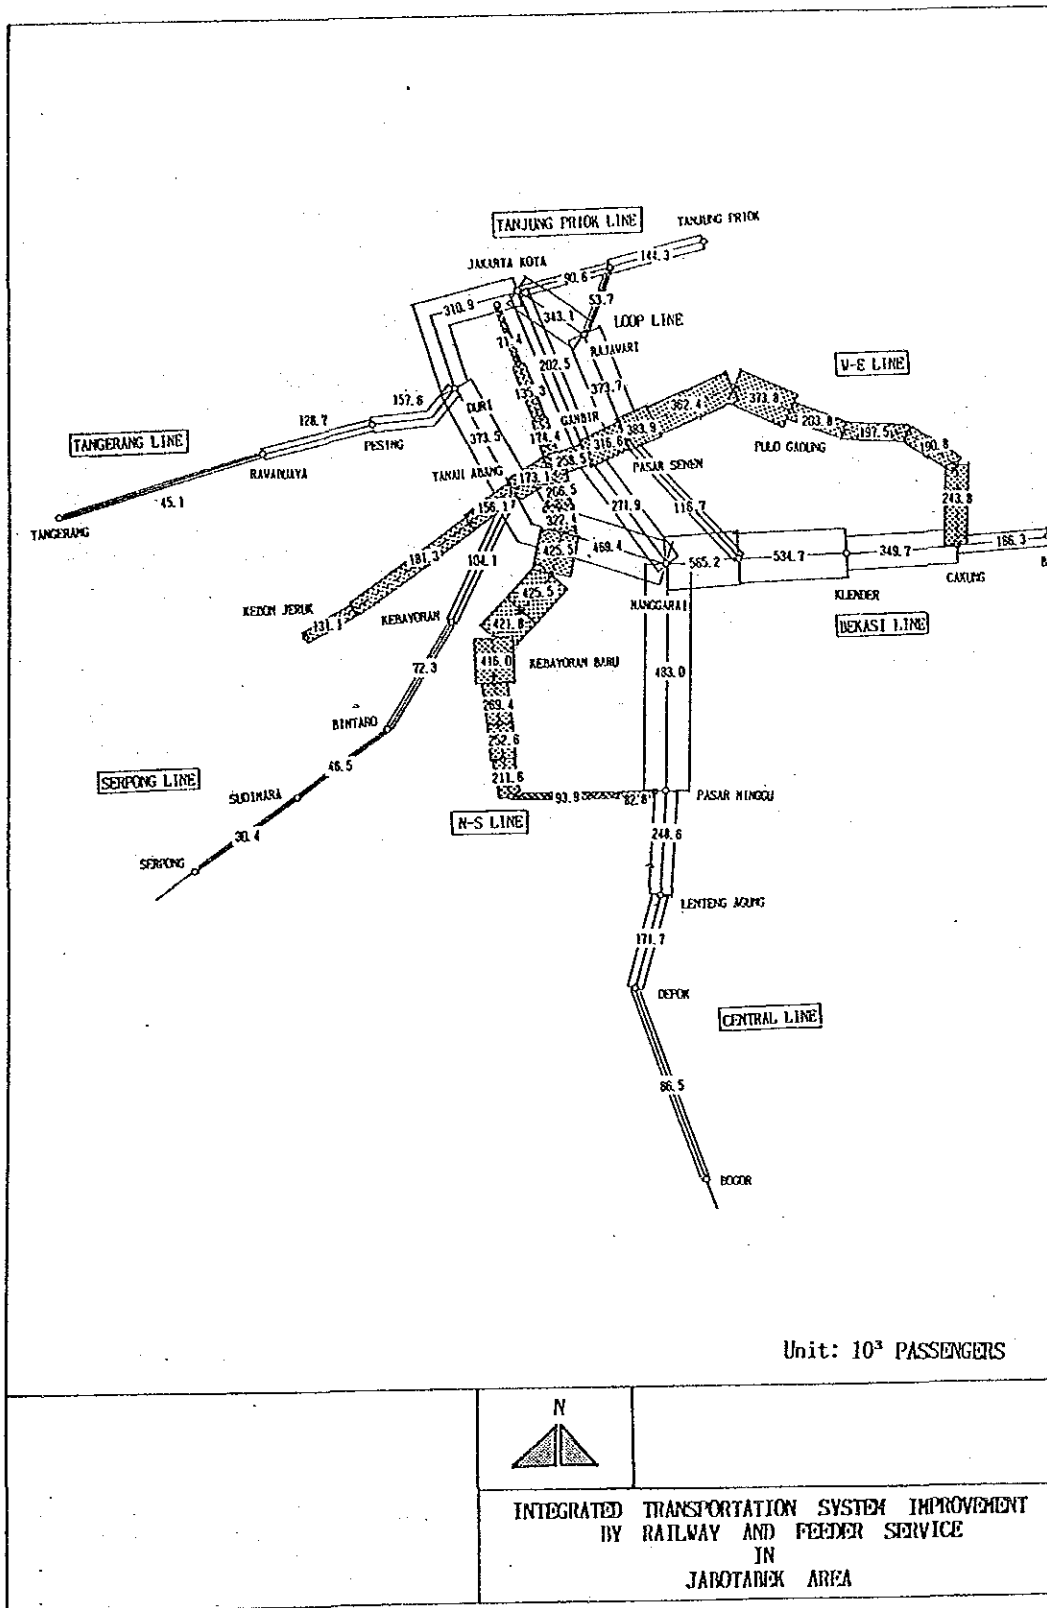 TANJUNG PRIOK LINE
TANJUNG PRIOK
JAKARTA KOTA
144.3
90.6
310.9
53.7
343.1
LOOP LINE
21.4
RAJAWARI
202.5
W-E LINE
373.7
135.3
362.4
373.8
157.8
DURI
128.7
GAMBIR
203.8
TANGERANG LINE
PESING
373.5
174.4
316.6
383.9
197.5
PULO GADUNG
190.8
RAWABUAYA
TANAH ABANG
258.5
PASAR SENEN
173.1
45.1
266.5
243.8
156.1
271.9
116.7
TANGERANG
322.4
425.5
469.4
166.3
181.3
104.1
565.2
534.7
349.7
CAKUNG
425.5
KLENDER
KEDON JERUK
MANGGARAI
131.1
KEBAYORAN
421.8
BEKASI LINE
416.0
KEBAYORAN BARU
72.3
483.0
269.4
BINTARO
252.6
46.5
SERPONG LINE
211.6
SUDIMARA
93.9
82.8
PASAR MINGGU
N-S LINE
30.4
248.6
SERPONG
LENTENG AGUNG
171.7
DEPOK
CENTRAL LINE
86.5
BOGOR
Unit: 10³ PASSENGERS
N
INTEGRATED TRANSPORTATION SYSTEM IMPROVEMENT
BY RAILWAY AND FEEDER SERVICE
IN
JABOTABEK AREA